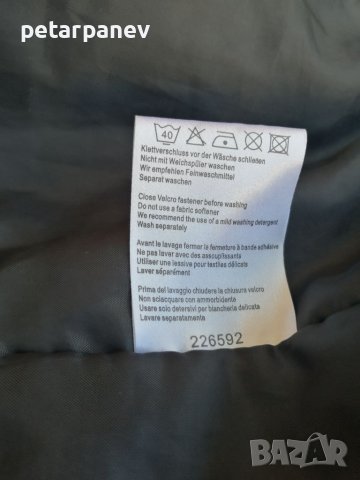 petarpanev
40
Klettverschluss vor der Wäsche schließen
Nicht mit Weichspüler waschen
Wir empfehlen Feinwaschmittel
Separat waschen
Close Velcro fastener before washing
Do not use a fabric softener
We recommend the use of a mild washing detergent
Wash separately
Avant le lavage fermer la fermeture à bande adhésive
Ne pas laver avec des assouplissants
Utiliser une lessive pour textiles délicats
Laver séparément
Prima del lavaggio chiudere la chiusura velcro
Non sciacquare con ammorbidente
Usare solo detersivi per biancheria delicata
Lavare separatamente
226592
BAZAR